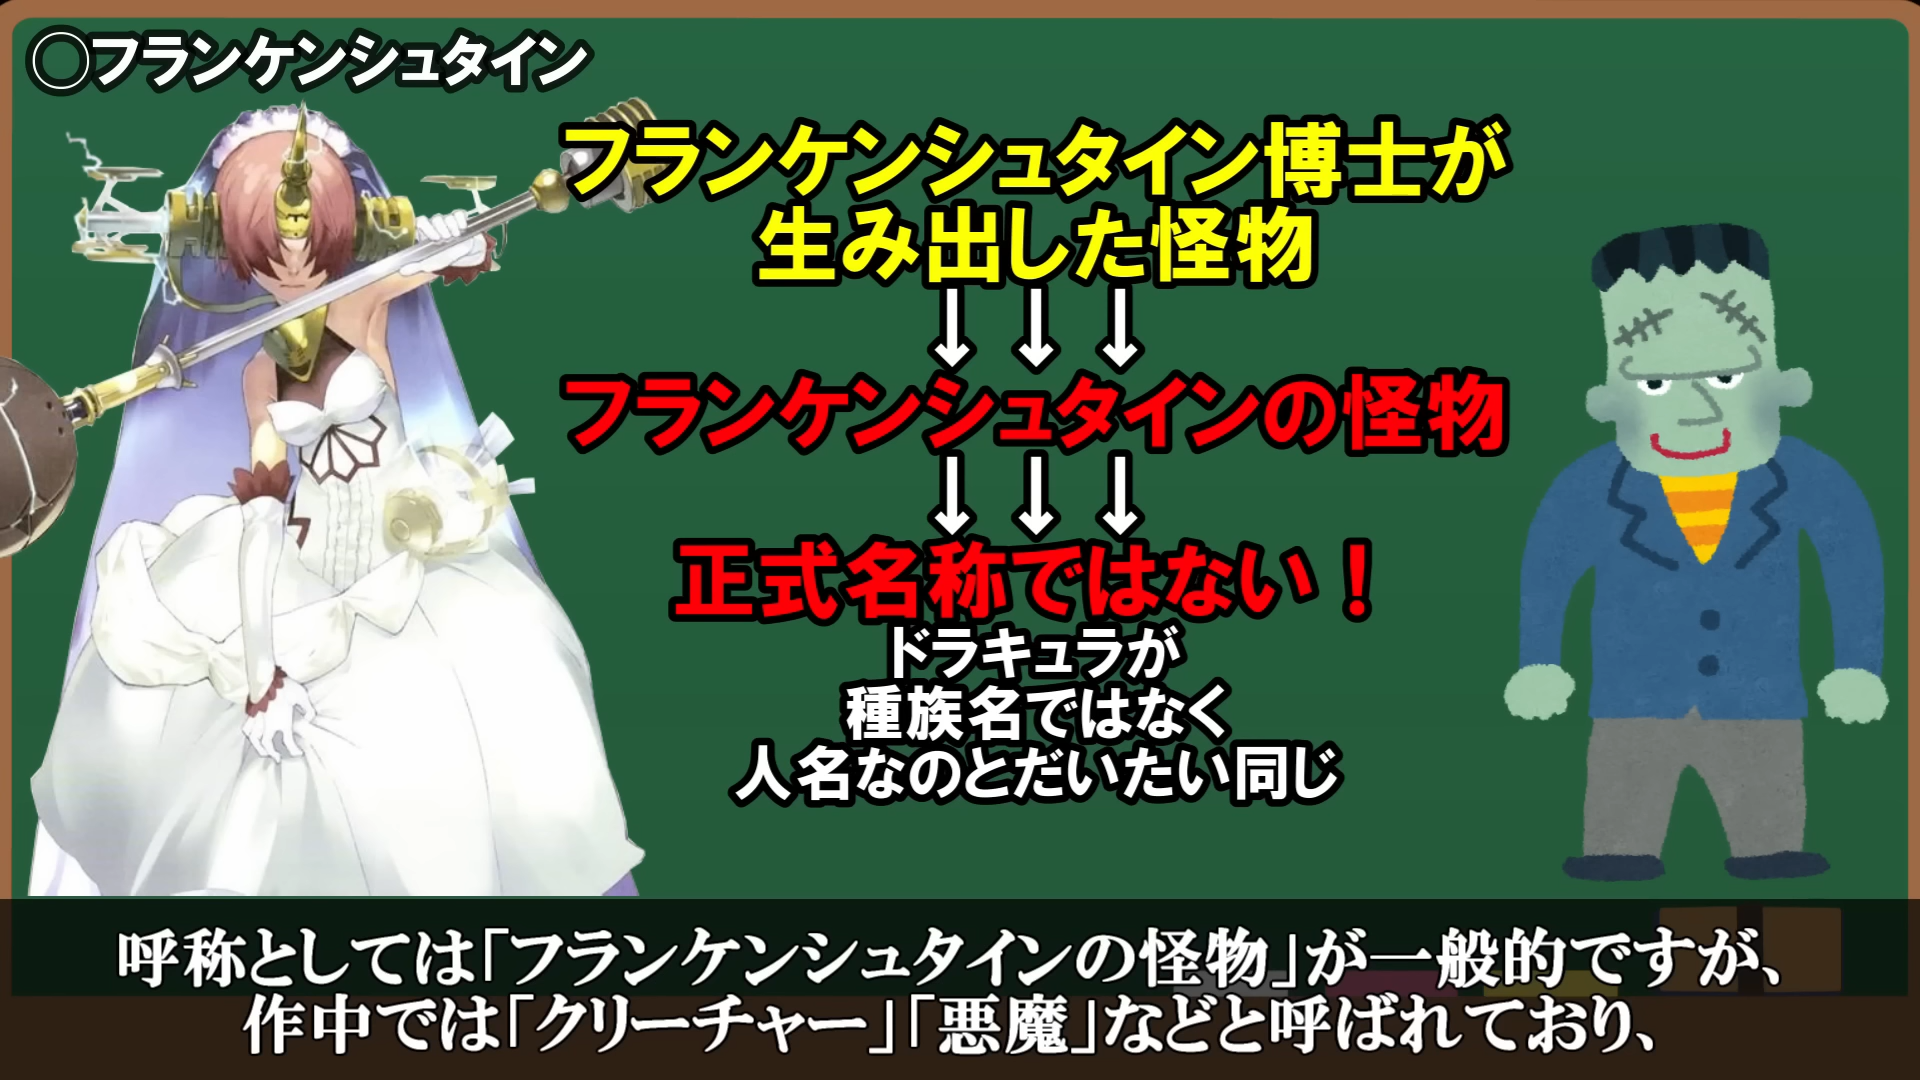 ○フランケンシュタイン
フランケンシュタイン博士が
生み出した怪物
↓ ↓ ↓
フランケンシュタインの怪物
↓ ↓ ↓
正式名称ではない！
ドラキュラが
種族名ではなく
人名なのとだいたい同じ
呼称としては「フランケンシュタインの怪物」が一般的ですが、
作中では「クリーチャー」「悪魔」などと呼ばれており、